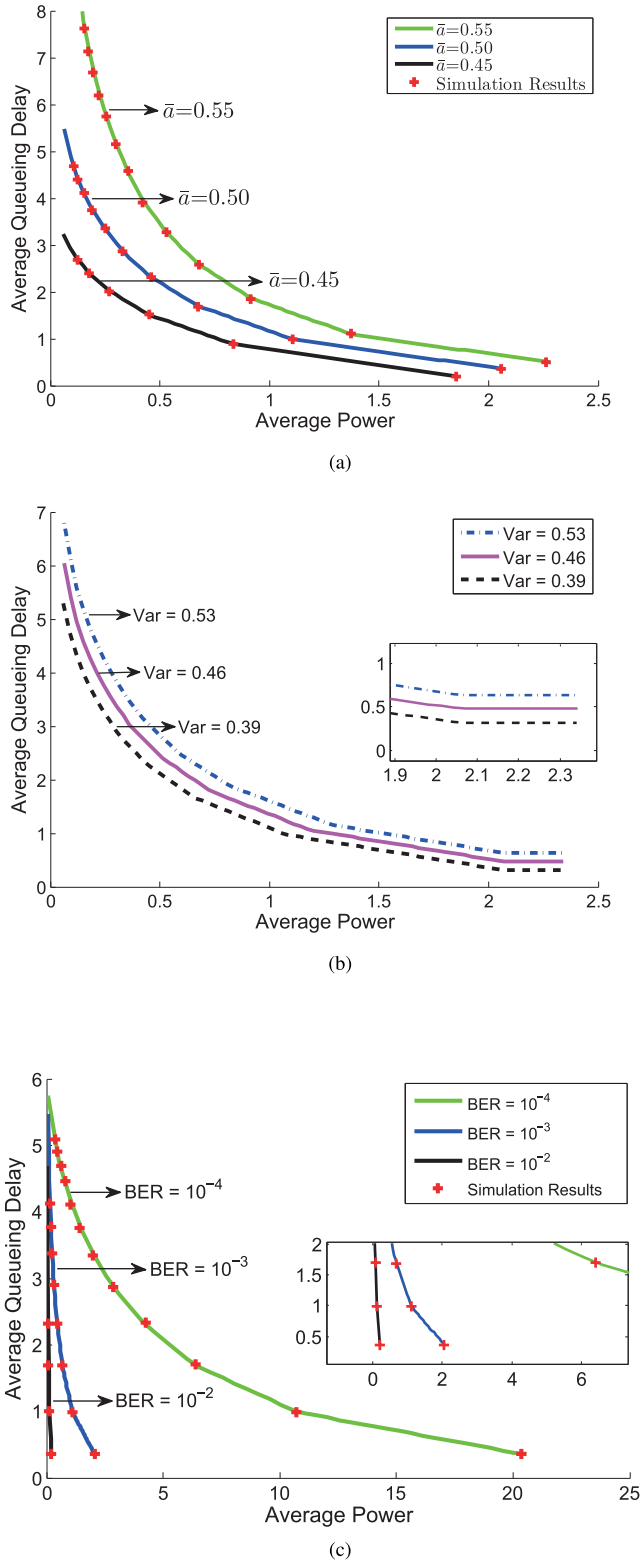 8
7
6
5
4
3
2
1
0
Average Queueing Delay
ā=0.55
ā=0.50
ā=0.45
Simulation Results
ā=0.55
ā=0.50
ā=0.45
0 0.5 1 1.5 2 2.5
Average Power
(a)
7
6
5
4
3
2
1
0
Average Queueing Delay
Var = 0.53
Var = 0.46
Var = 0.39
Var = 0.53
Var = 0.46
Var = 0.39
1
0.5
0
1.9 2 2.1 2.2 2.3
0 0.5 1 1.5 2 2.5
Average Power
(b)
6
5
4
3
2
1
0
Average Queueing Delay
BER = 10⁻⁴
BER = 10⁻³
BER = 10⁻²
Simulation Results
BER = 10⁻⁴
BER = 10⁻³
BER = 10⁻²
2
1.5
1
0.5
0 2 4 6
0 5 10 15 20 25
Average Power
(c)